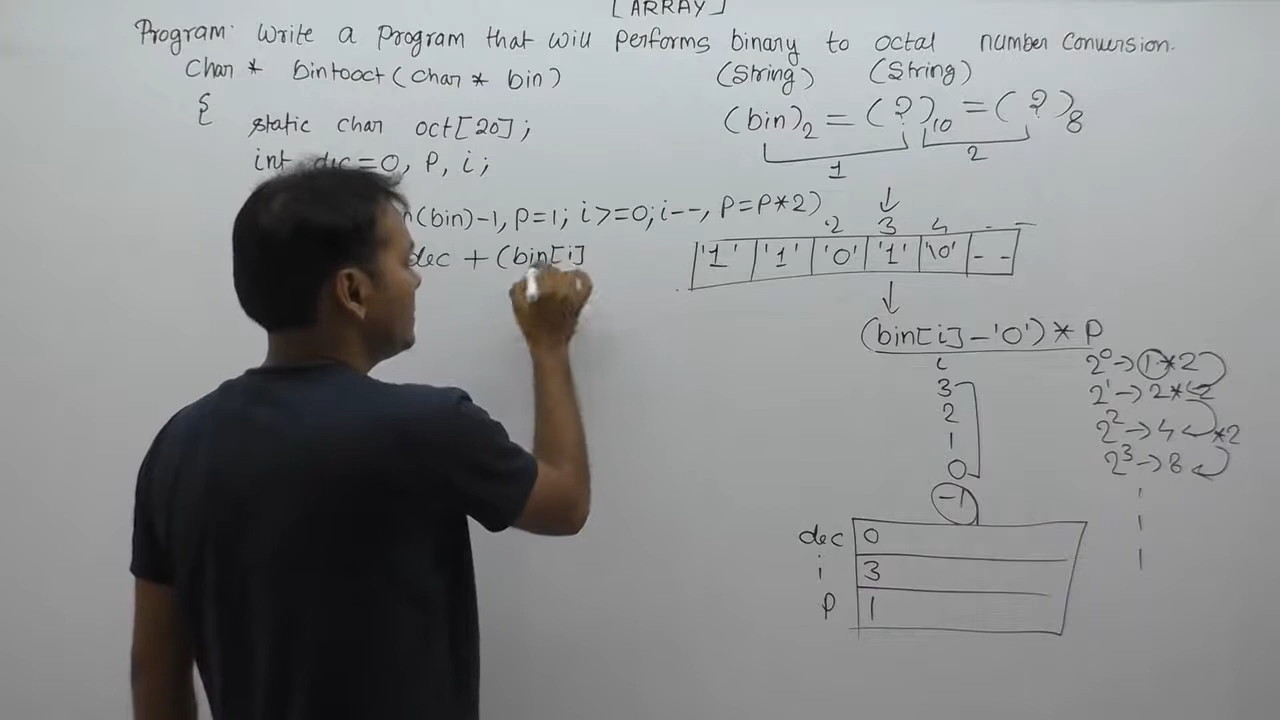 [ARRAY]
Program: Write a program that will performs binary to octal number conversion.
(String) (String)
char * bintooct(char * bin)
{
static char oct[20];
int dec=0, P, i;
(bin)-1, P=1; i>=0; i--, P=P*2)
dec + (bin[i]
(bin)2 = (?)10 = (?)8
1 2
2 3 4 - -
'1' '1' '0' '1' '\0' - -
(bin[i]-'0')*P
i
3
2
1
0
-1
2^0->1*2
2^1->2*2
2^2->4 *2
2^3->8
dec 0
i 3
P 1